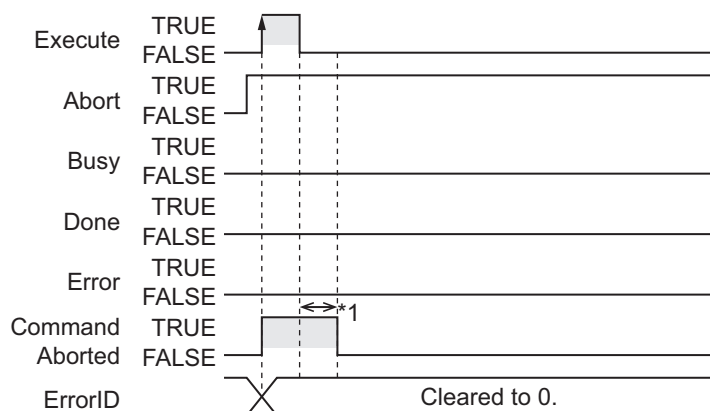 Execute
TRUE
FALSE
Abort
TRUE
FALSE
Busy
TRUE
FALSE
Done
TRUE
FALSE
Error
TRUE
FALSE
*1
Command
Aborted
TRUE
FALSE
ErrorID
Cleared to 0.